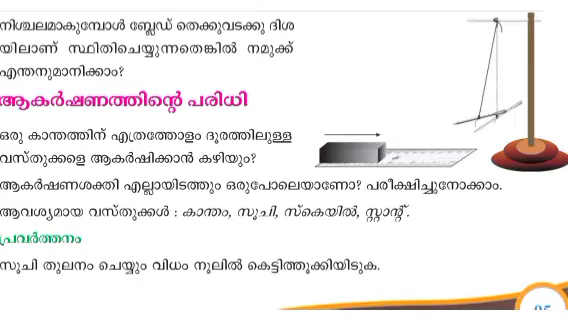 നിശ്ചലമാകുമ്പോൾ ബ്ലേഡ് തെക്കുവടക്കു ദിശ
യിലാണ് സ്ഥിതിചെയ്യുന്നതെങ്കിൽ നമുക്ക്
എന്തനുമാനിക്കാം?
ആകർഷണത്തിന്റെ പരിധി
ഒരു കാന്തത്തിന് എത്രത്തോളം ദൂരത്തിലുള്ള
വസ്തുക്കളെ ആകർഷിക്കാൻ കഴിയും?
ആകർഷണശക്തി എല്ലായിടത്തും ഒരുപോലെയാണോ? പരീക്ഷിച്ചുനോക്കാം.
ആവശ്യമായ വസ്തുക്കൾ : കാന്തം, സൂചി, സ്കെയിൽ, സ്റ്റാന്റ്.
പ്രവർത്തനം
സൂചി തുലനം ചെയ്യും വിധം നൂലിൽ കെട്ടിത്തൂക്കിയിടുക.